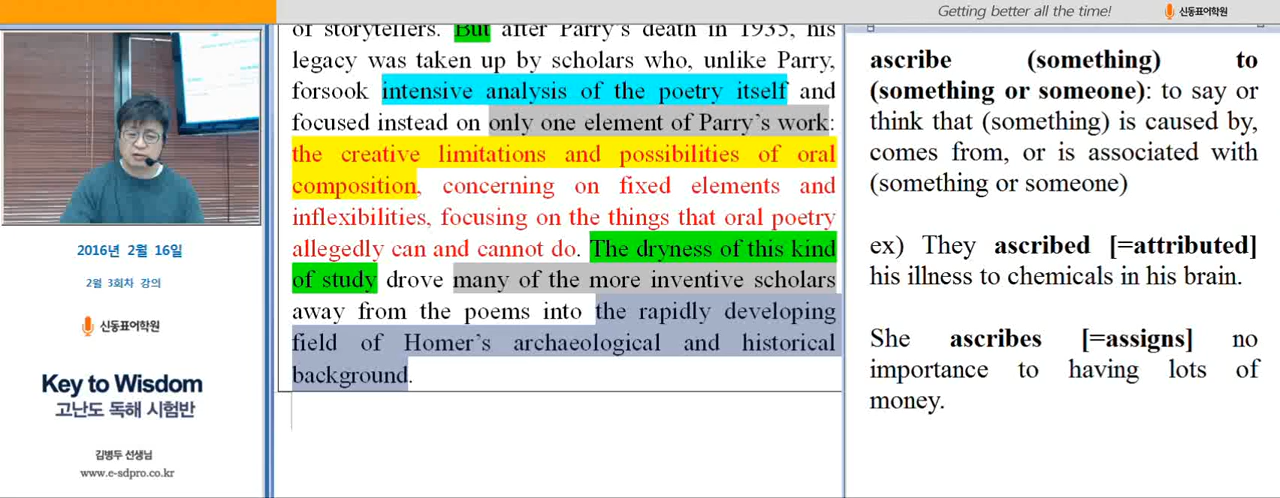 Getting better all the time!
신동표어학원
of storytellers. But after Parry's death in 1935, his
legacy was taken up by scholars who, unlike Parry,
forsook intensive analysis of the poetry itself and
focused instead on only one element of Parry's work:
the creative limitations and possibilities of oral
composition, concerning on fixed elements and
inflexibilities, focusing on the things that oral poetry
allegedly can and cannot do. The dryness of this kind
of study drove many of the more inventive scholars
away from the poems into the rapidly developing
field of Homer's archaeological and historical
background.
ascribe (something) to
(something or someone): to say or
think that (something) is caused by,
comes from, or is associated with
(something or someone)
ex) They ascribed [=attributed]
his illness to chemicals in his brain.
She ascribes [=assigns] no
importance to having lots of
money.
2016년 2월 16일
2월 3회차 강의
신동표어학원
Key to Wisdom
고난도 독해 시험반
김병두 선생님
www.e-sdpro.co.kr